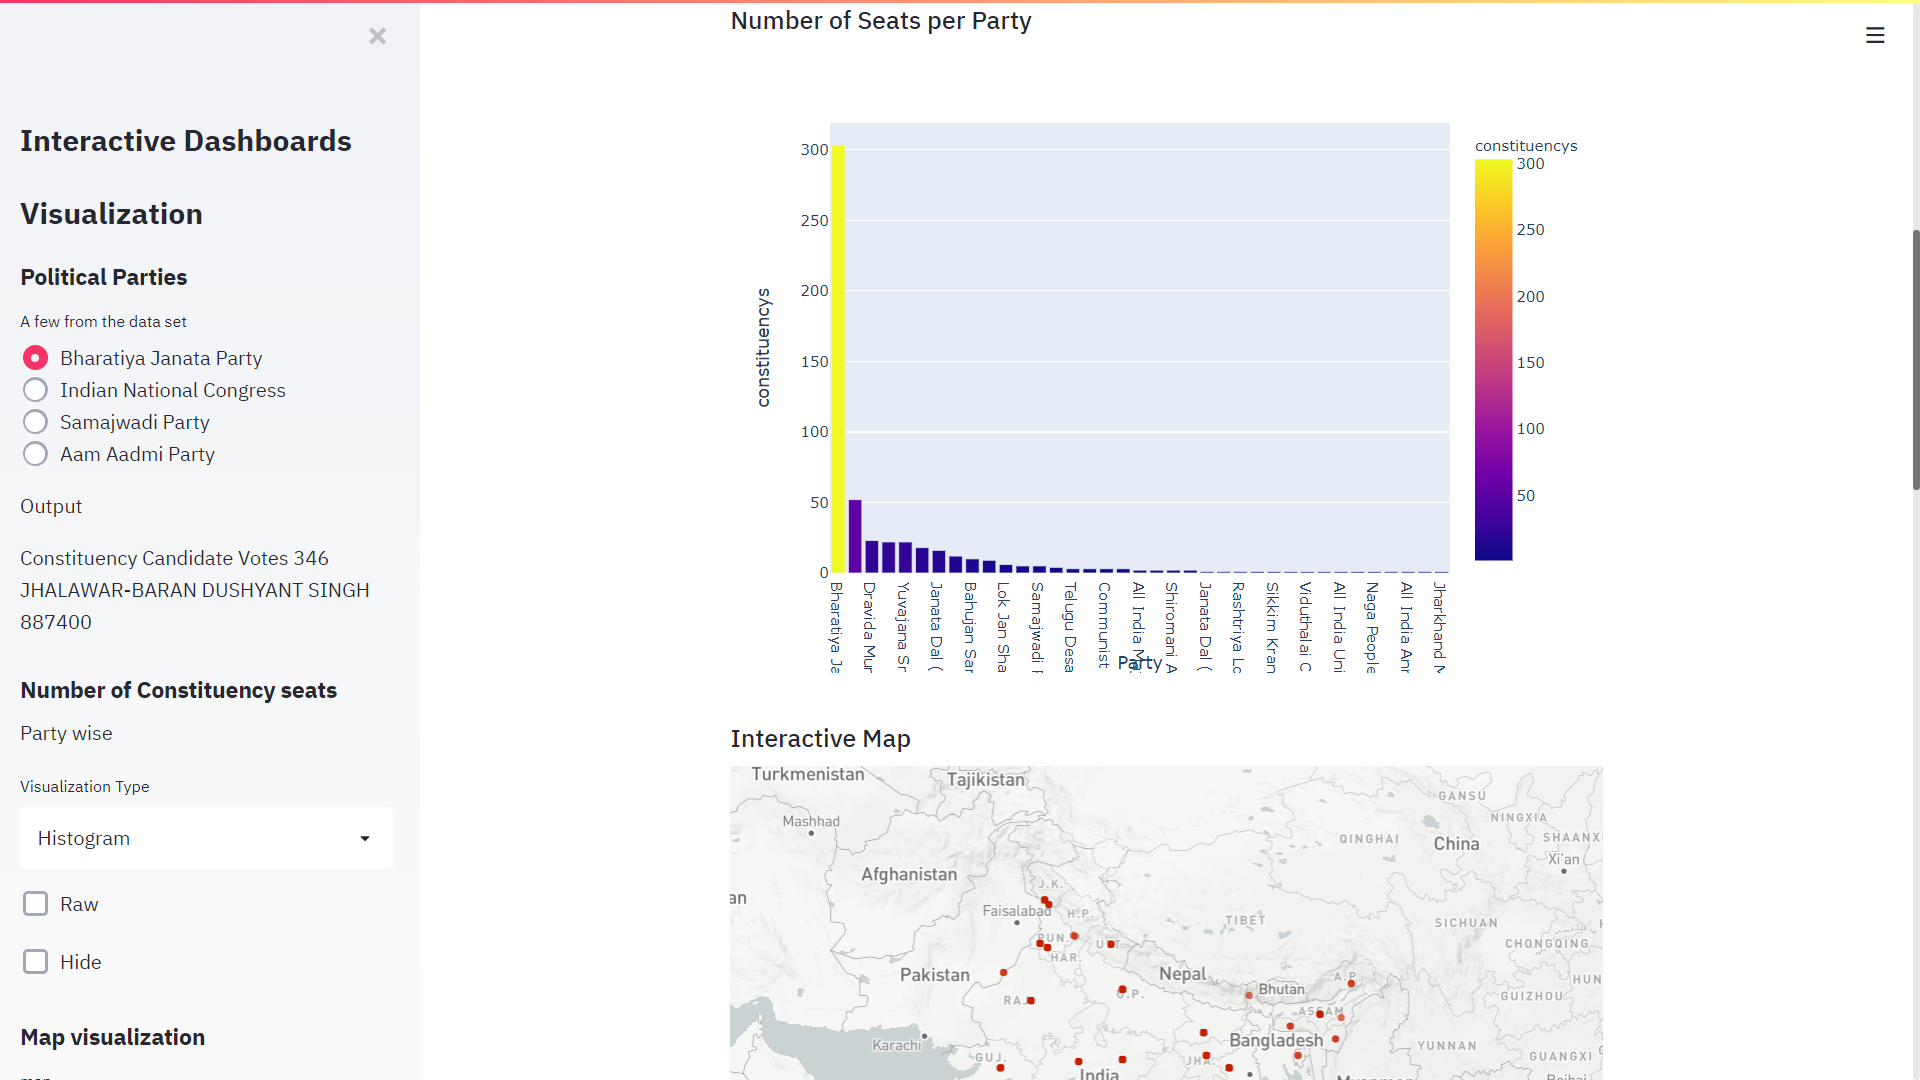 Interactive Dashboards
Visualization
Political Parties
A few from the data set
Bharatiya Janata Party
Indian National Congress
Samajwadi Party
Aam Aadmi Party
Output
Constituency Candidate Votes 346
JHALAWAR-BARAN DUSHYANT SINGH
887400
Number of Constituency seats
Party wise
Visualization Type
Histogram
Raw
Hide
Map visualization
Number of Seats per Party
constituencys
300
250
200
150
100
50
0
Bharatiya Ja
Dravida Mun
Yuvajana Sr
Janata Dal (
Bahujan Sam
Lok Jan Sha
Samajwadi
Telugu Desa
Communist
All India
Shiromani A
Janata Dal (
Rashtriya Lo
Sikkim Kran
Viduthalai C
All India Uni
Naga People
All India Ann
Jharkhand M
Party
constituencys
300
250
200
150
100
50
Interactive Map
Turkmenistan
Tajikistan
GANSU
NINGXIA
Mashhad
QINGHAI
China
SHAANXI
Xi'an
Afghanistan
J.K.
an
Faisalabad
H.P.
TIBET
SICHUAN
PUN.
CHONGQING
HAR.
Pakistan
Nepal
A.P.
HUN
Bhutan
U.P.
GUIZHOU
ASSAM
Karachi
Bangladesh
YUNNAN
GUJ.
JHA.
GUANGXI
India
Myanmar